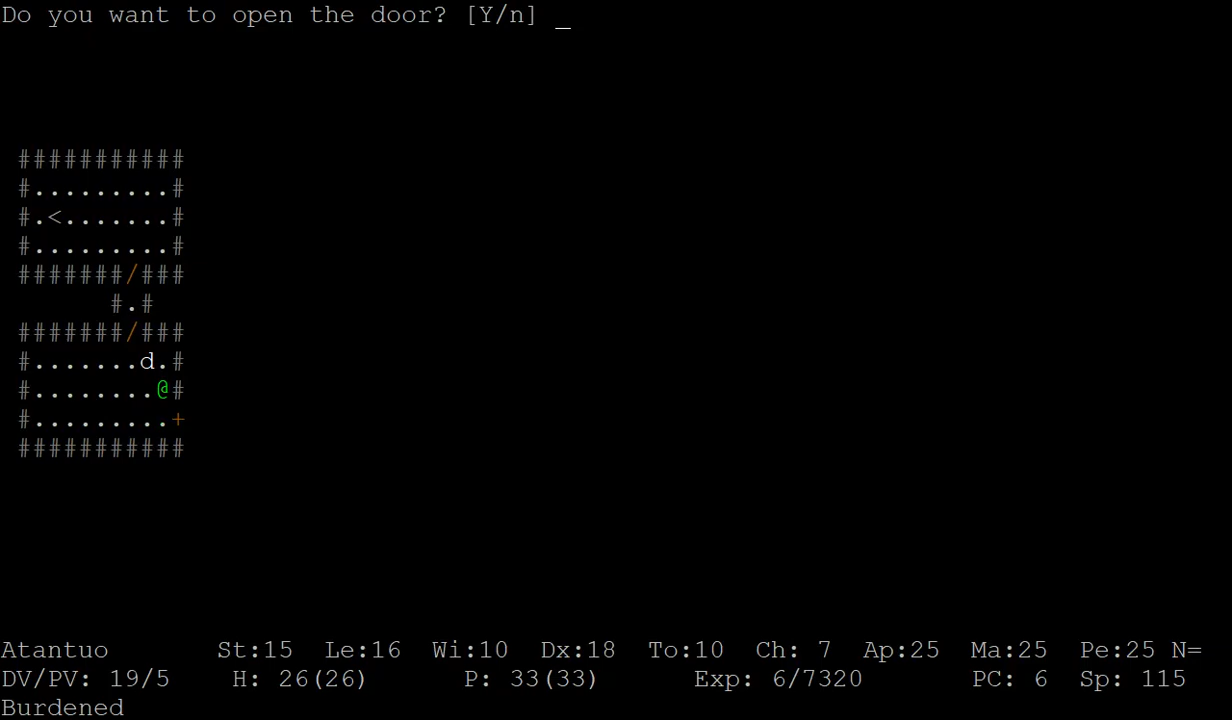 Do you want to open the door? [Y/n] _
###########
#.........#
#.<.......#
#.........#
#######/###
#.#
#######/###
#.......d.#
#........@#
#.........+
###########
Atantuo St:15 Le:16 Wi:10 Dx:18 To:10 Ch: 7 Ap:25 Ma:25 Pe:25 N=
DV/PV: 19/5 H: 26(26) P: 33(33) Exp: 6/7320 PC: 6 Sp: 115
Burdened